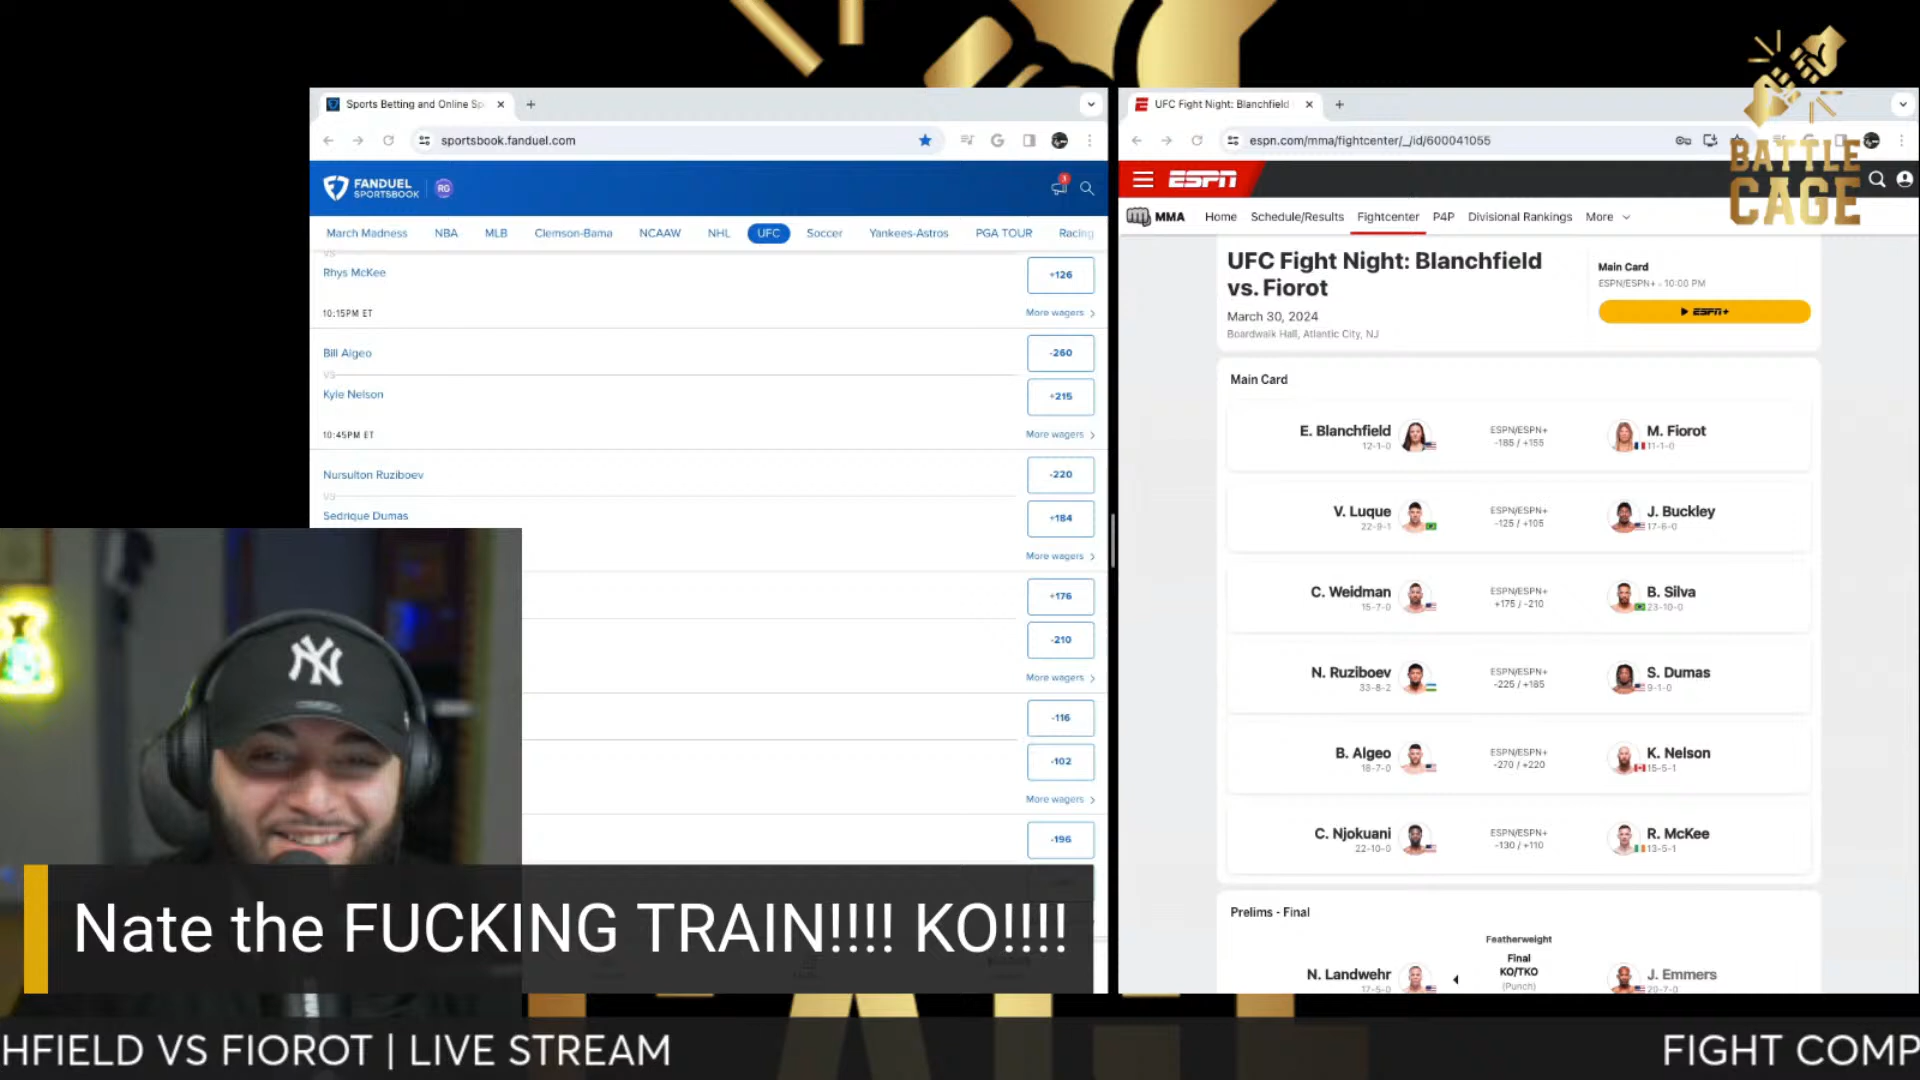 Sports Betting and Online Sp
sportsbook.fanduel.com
FANDUEL
SPORTSBOOK
RG
3
March Madness NBA MLB Clemson-Bama NCAAW NHL UFC Soccer Yankees-Astros PGA TOUR Racing
VS
Rhys McKee
+126
10:15PM ET
More wagers
Bill Algeo
-260
VS
Kyle Nelson
+215
10:45PM ET
More wagers
Nursulton Ruziboev
-220
VS
Sedrique Dumas
+184
More wagers
+176
-210
More wagers
-116
-102
More wagers
-196
UFC Fight Night: Blanchfield
espn.com/mma/fightcenter/_/id/600041055
ESPN
MMA Home Schedule/Results Fightcenter P4P Divisional Rankings More
BATTLE
CAGE
UFC Fight Night: Blanchfield
vs. Fiorot
March 30, 2024
Boardwalk Hall, Atlantic City, NJ
Main Card
ESPN/ESPN+ - 10:00 PM
ESPN+
Main Card
E. Blanchfield
12-1-0
ESPN/ESPN+
-185 / +155
M. Fiorot
11-1-0
V. Luque
22-9-1
ESPN/ESPN+
-125 / +105
J. Buckley
17-6-0
C. Weidman
15-7-0
ESPN/ESPN+
+175 / -210
B. Silva
23-10-0
N. Ruziboev
33-8-2
ESPN/ESPN+
-225 / +185
S. Dumas
9-1-0
B. Algeo
18-7-0
ESPN/ESPN+
-270 / +220
K. Nelson
15-5-1
C. Njokuani
22-10-0
ESPN/ESPN+
-130 / +110
R. McKee
13-5-1
Prelims - Final
Featherweight
N. Landwehr
17-5-0
Final
KO/TKO
(Punch)
J. Emmers
20-7-0
NY
Nate the FUCKING TRAIN!!!! KO!!!!
HFIELD VS FIOROT | LIVE STREAM
FIGHT COMP